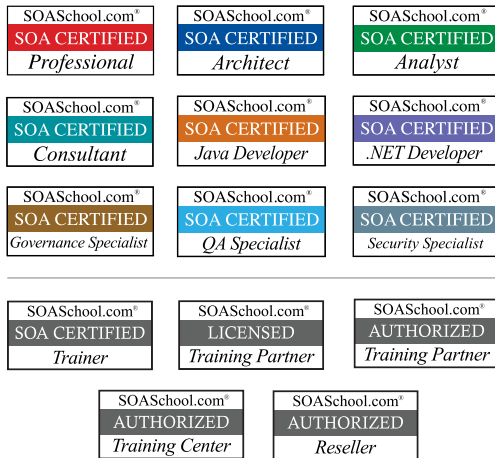 SOASchool.com®
SOA CERTIFIED
Professional
SOASchool.com®
SOA CERTIFIED
Architect
SOASchool.com®
SOA CERTIFIED
Analyst
SOASchool.com®
SOA CERTIFIED
Consultant
SOASchool.com®
SOA CERTIFIED
Java Developer
SOASchool.com®
SOA CERTIFIED
.NET Developer
SOASchool.com®
SOA CERTIFIED
Governance Specialist
SOASchool.com®
SOA CERTIFIED
QA Specialist
SOASchool.com®
SOA CERTIFIED
Security Specialist
SOASchool.com®
SOA CERTIFIED
Trainer
SOASchool.com®
LICENSED
Training Partner
SOASchool.com®
AUTHORIZED
Training Partner
SOASchool.com®
AUTHORIZED
Training Center
SOASchool.com®
AUTHORIZED
Reseller